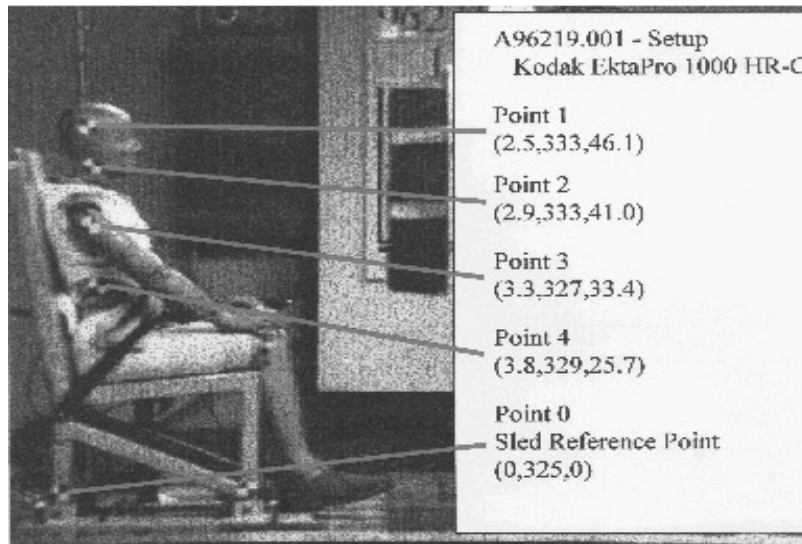 962
A96219.001 - Setup
Kodak EktaPro 1000 HR-C
Point 1
(2.5,333,46.1)
Point 2
(2.9,333,41.0)
Point 3
(3.3,327,33.4)
Point 4
(3.8,329,25.7)
Point 0
Sled Reference Point
(0,325,0)